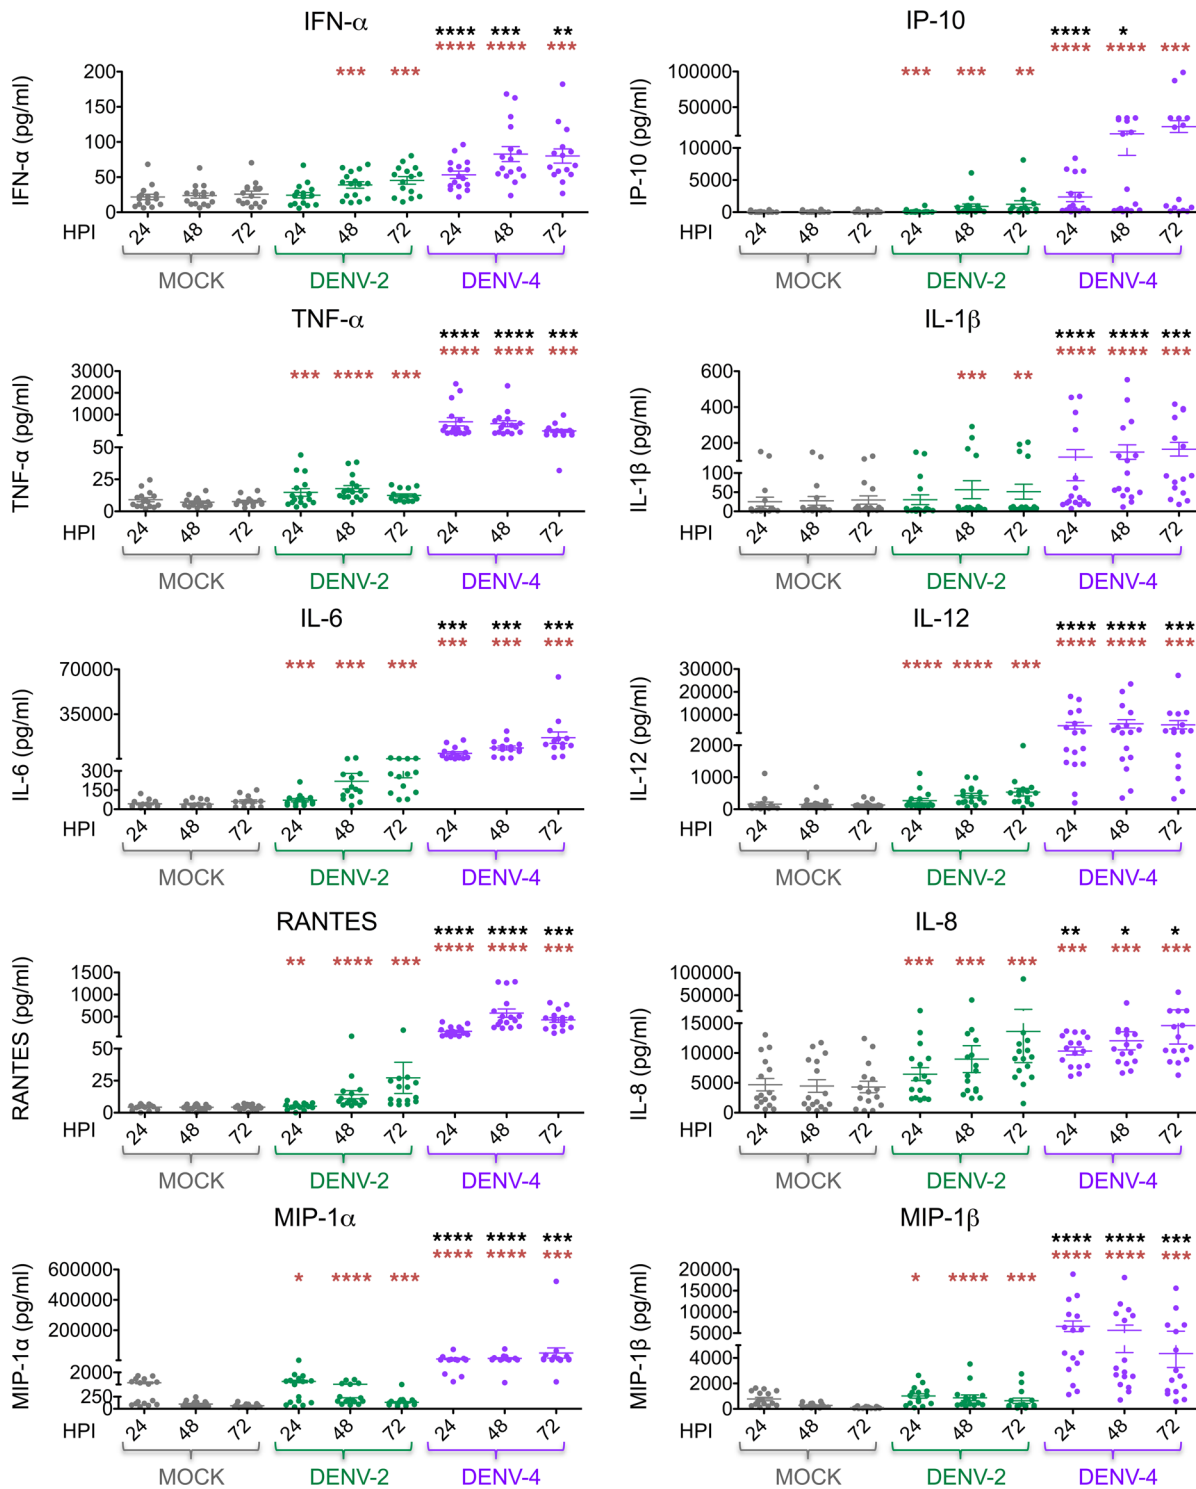 IFN-α
IFN-α (pg/ml)
**** *** **
**** **** ***
*** ***
200
150
100
50
0
HPI 24 48 72 24 48 72 24 48 72
MOCK DENV-2 DENV-4
IP-10
IP-10 (pg/ml)
**** *
**** **** ***
*** *** **
100000
50000
10000
5000
0
HPI 24 48 72 24 48 72 24 48 72
MOCK DENV-2 DENV-4
TNF-α
TNF-α (pg/ml)
**** **** ***
**** **** ***
*** **** ***
3000
2000
1000
50
25
0
HPI 24 48 72 24 48 72 24 48 72
MOCK DENV-2 DENV-4
IL-1β
IL-1β (pg/ml)
**** **** ***
**** **** ***
*** **
600
400
200
100
50
0
HPI 24 48 72 24 48 72 24 48 72
MOCK DENV-2 DENV-4
IL-6
IL-6 (pg/ml)
*** *** ***
*** *** ***
*** *** ***
70000
35000
300
150
0
HPI 24 48 72 24 48 72 24 48 72
MOCK DENV-2 DENV-4
IL-12
IL-12 (pg/ml)
**** **** ***
**** **** ***
**** **** ***
30000
20000
10000
2000
1000
0
HPI 24 48 72 24 48 72 24 48 72
MOCK DENV-2 DENV-4
RANTES
RANTES (pg/ml)
**** **** ***
**** **** ***
** **** ***
1500
1000
500
50
25
0
HPI 24 48 72 24 48 72 24 48 72
MOCK DENV-2 DENV-4
IL-8
IL-8 (pg/ml)
** * *
*** *** ***
*** *** ***
100000
50000
15000
10000
5000
0
HPI 24 48 72 24 48 72 24 48 72
MOCK DENV-2 DENV-4
MIP-1α
MIP-1α (pg/ml)
**** **** ***
**** **** ***
* **** ***
600000
400000
200000
2000
250
0
HPI 24 48 72 24 48 72 24 48 72
MOCK DENV-2 DENV-4
MIP-1β
MIP-1β (pg/ml)
**** **** ***
**** **** ***
* **** ***
20000
15000
10000
5000
4000
2000
0
HPI 24 48 72 24 48 72 24 48 72
MOCK DENV-2 DENV-4